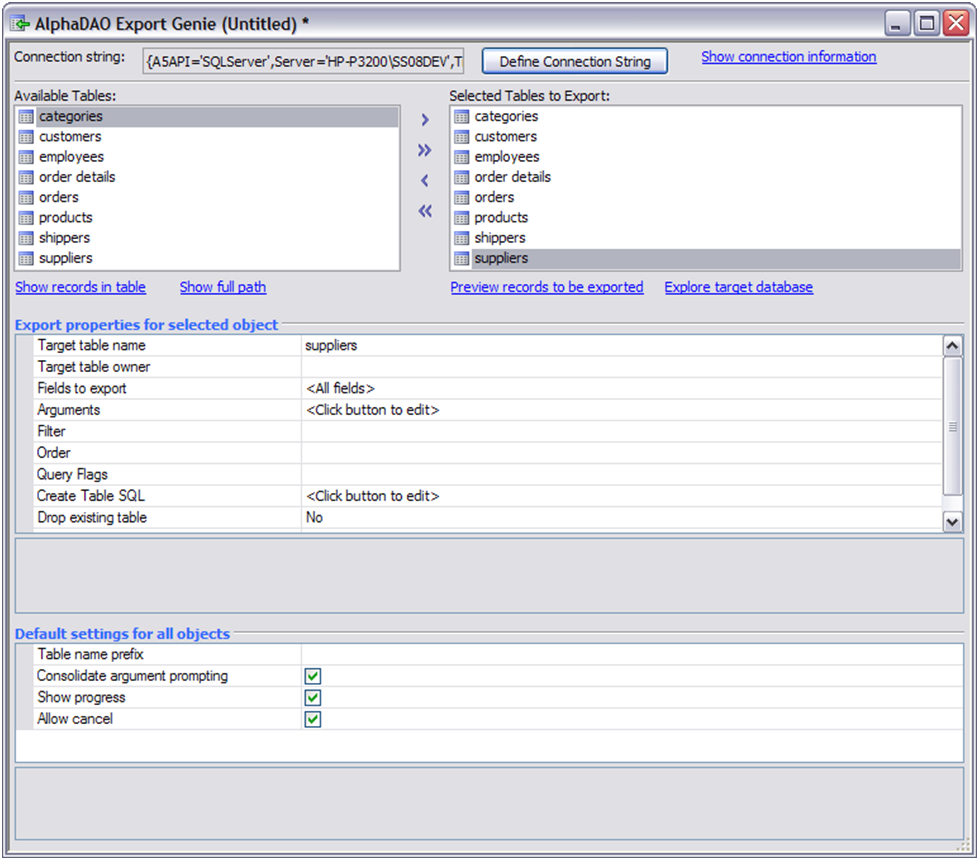 AlphaDAO Export Genie (Untitled) *
Connection string: {A5API='SQLServer',Server='HP-P3200\SS08DEV',T Define Connection String Show connection information
Available Tables: Selected Tables to Export:
categories categories
customers customers
employees employees
order details order details
orders orders
products products
shippers shippers
suppliers suppliers
Show records in table Show full path Preview records to be exported Explore target database
Export properties for selected object
Target table name suppliers
Target table owner
Fields to export <All fields>
Arguments <Click button to edit>
Filter
Order
Query Flags
Create Table SQL <Click button to edit>
Drop existing table No
Default settings for all objects
Table name prefix
Consolidate argument prompting
Show progress
Allow cancel